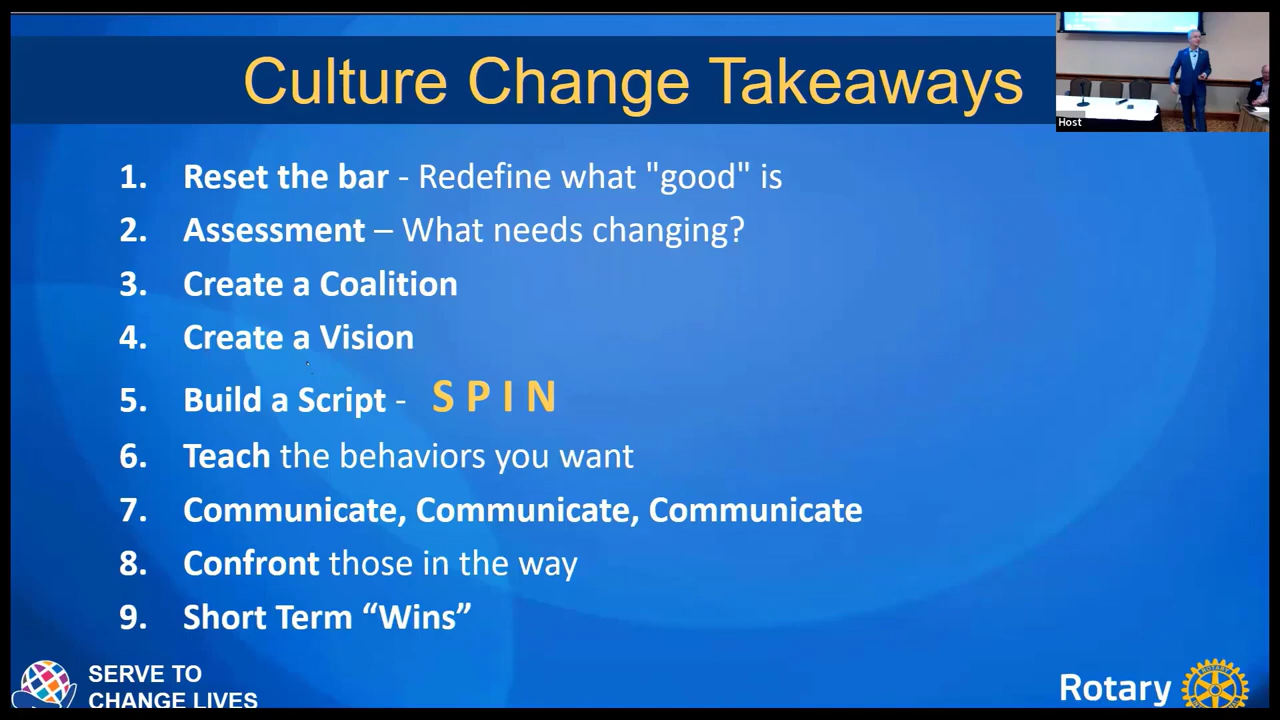 Culture Change Takeaways
Host
1. Reset the bar - Redefine what "good" is
2. Assessment – What needs changing?
3. Create a Coalition
4. Create a Vision
5. Build a Script - S P I N
6. Teach the behaviors you want
7. Communicate, Communicate, Communicate
8. Confront those in the way
9. Short Term “Wins”
SERVE TO
CHANGE LIVES
Rotary